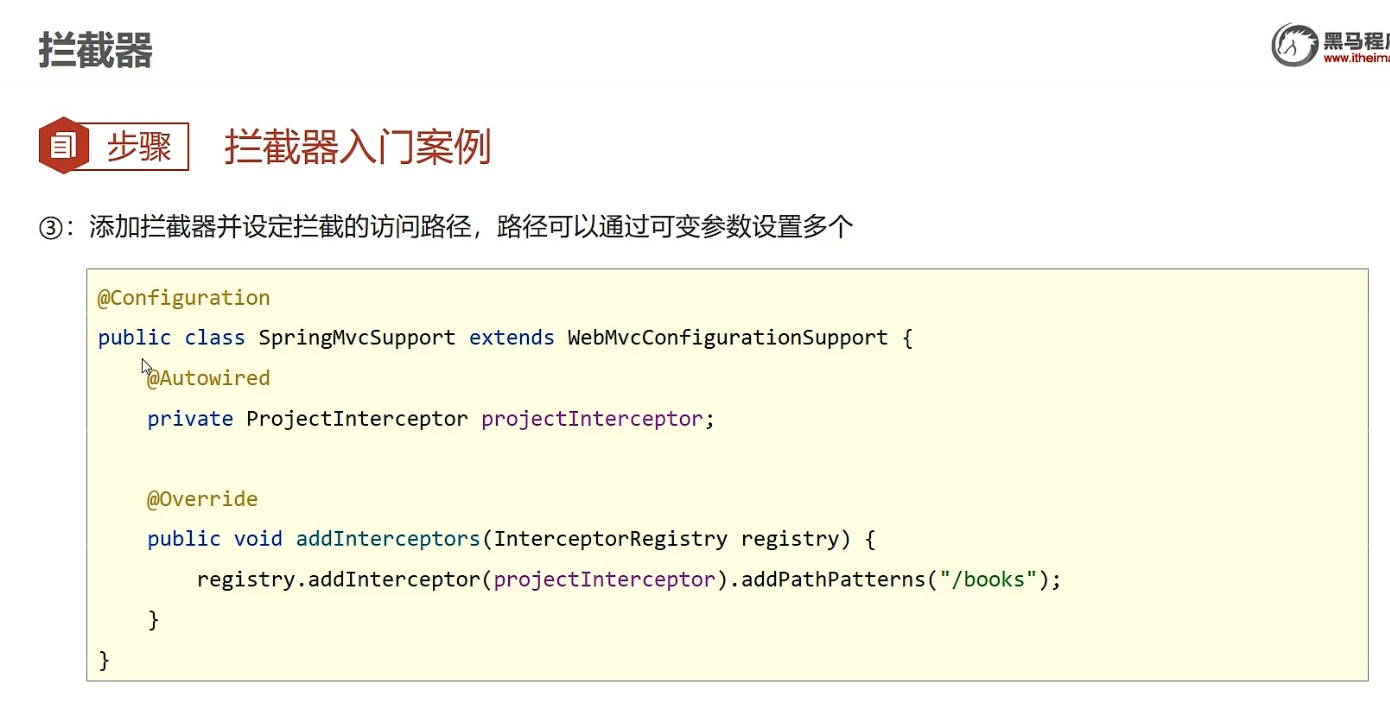 拦截器
黑马程
www.itheima
步骤
拦截器入门案例
③：添加拦截器并设定拦截的访问路径，路径可以通过可变参数设置多个
@Configuration
public class SpringMvcSupport extends WebMvcConfigurationSupport {
@Autowired
private ProjectInterceptor projectInterceptor;
@Override
public void addInterceptors(InterceptorRegistry registry) {
registry.addInterceptor(projectInterceptor).addPathPatterns("/books");
}
}